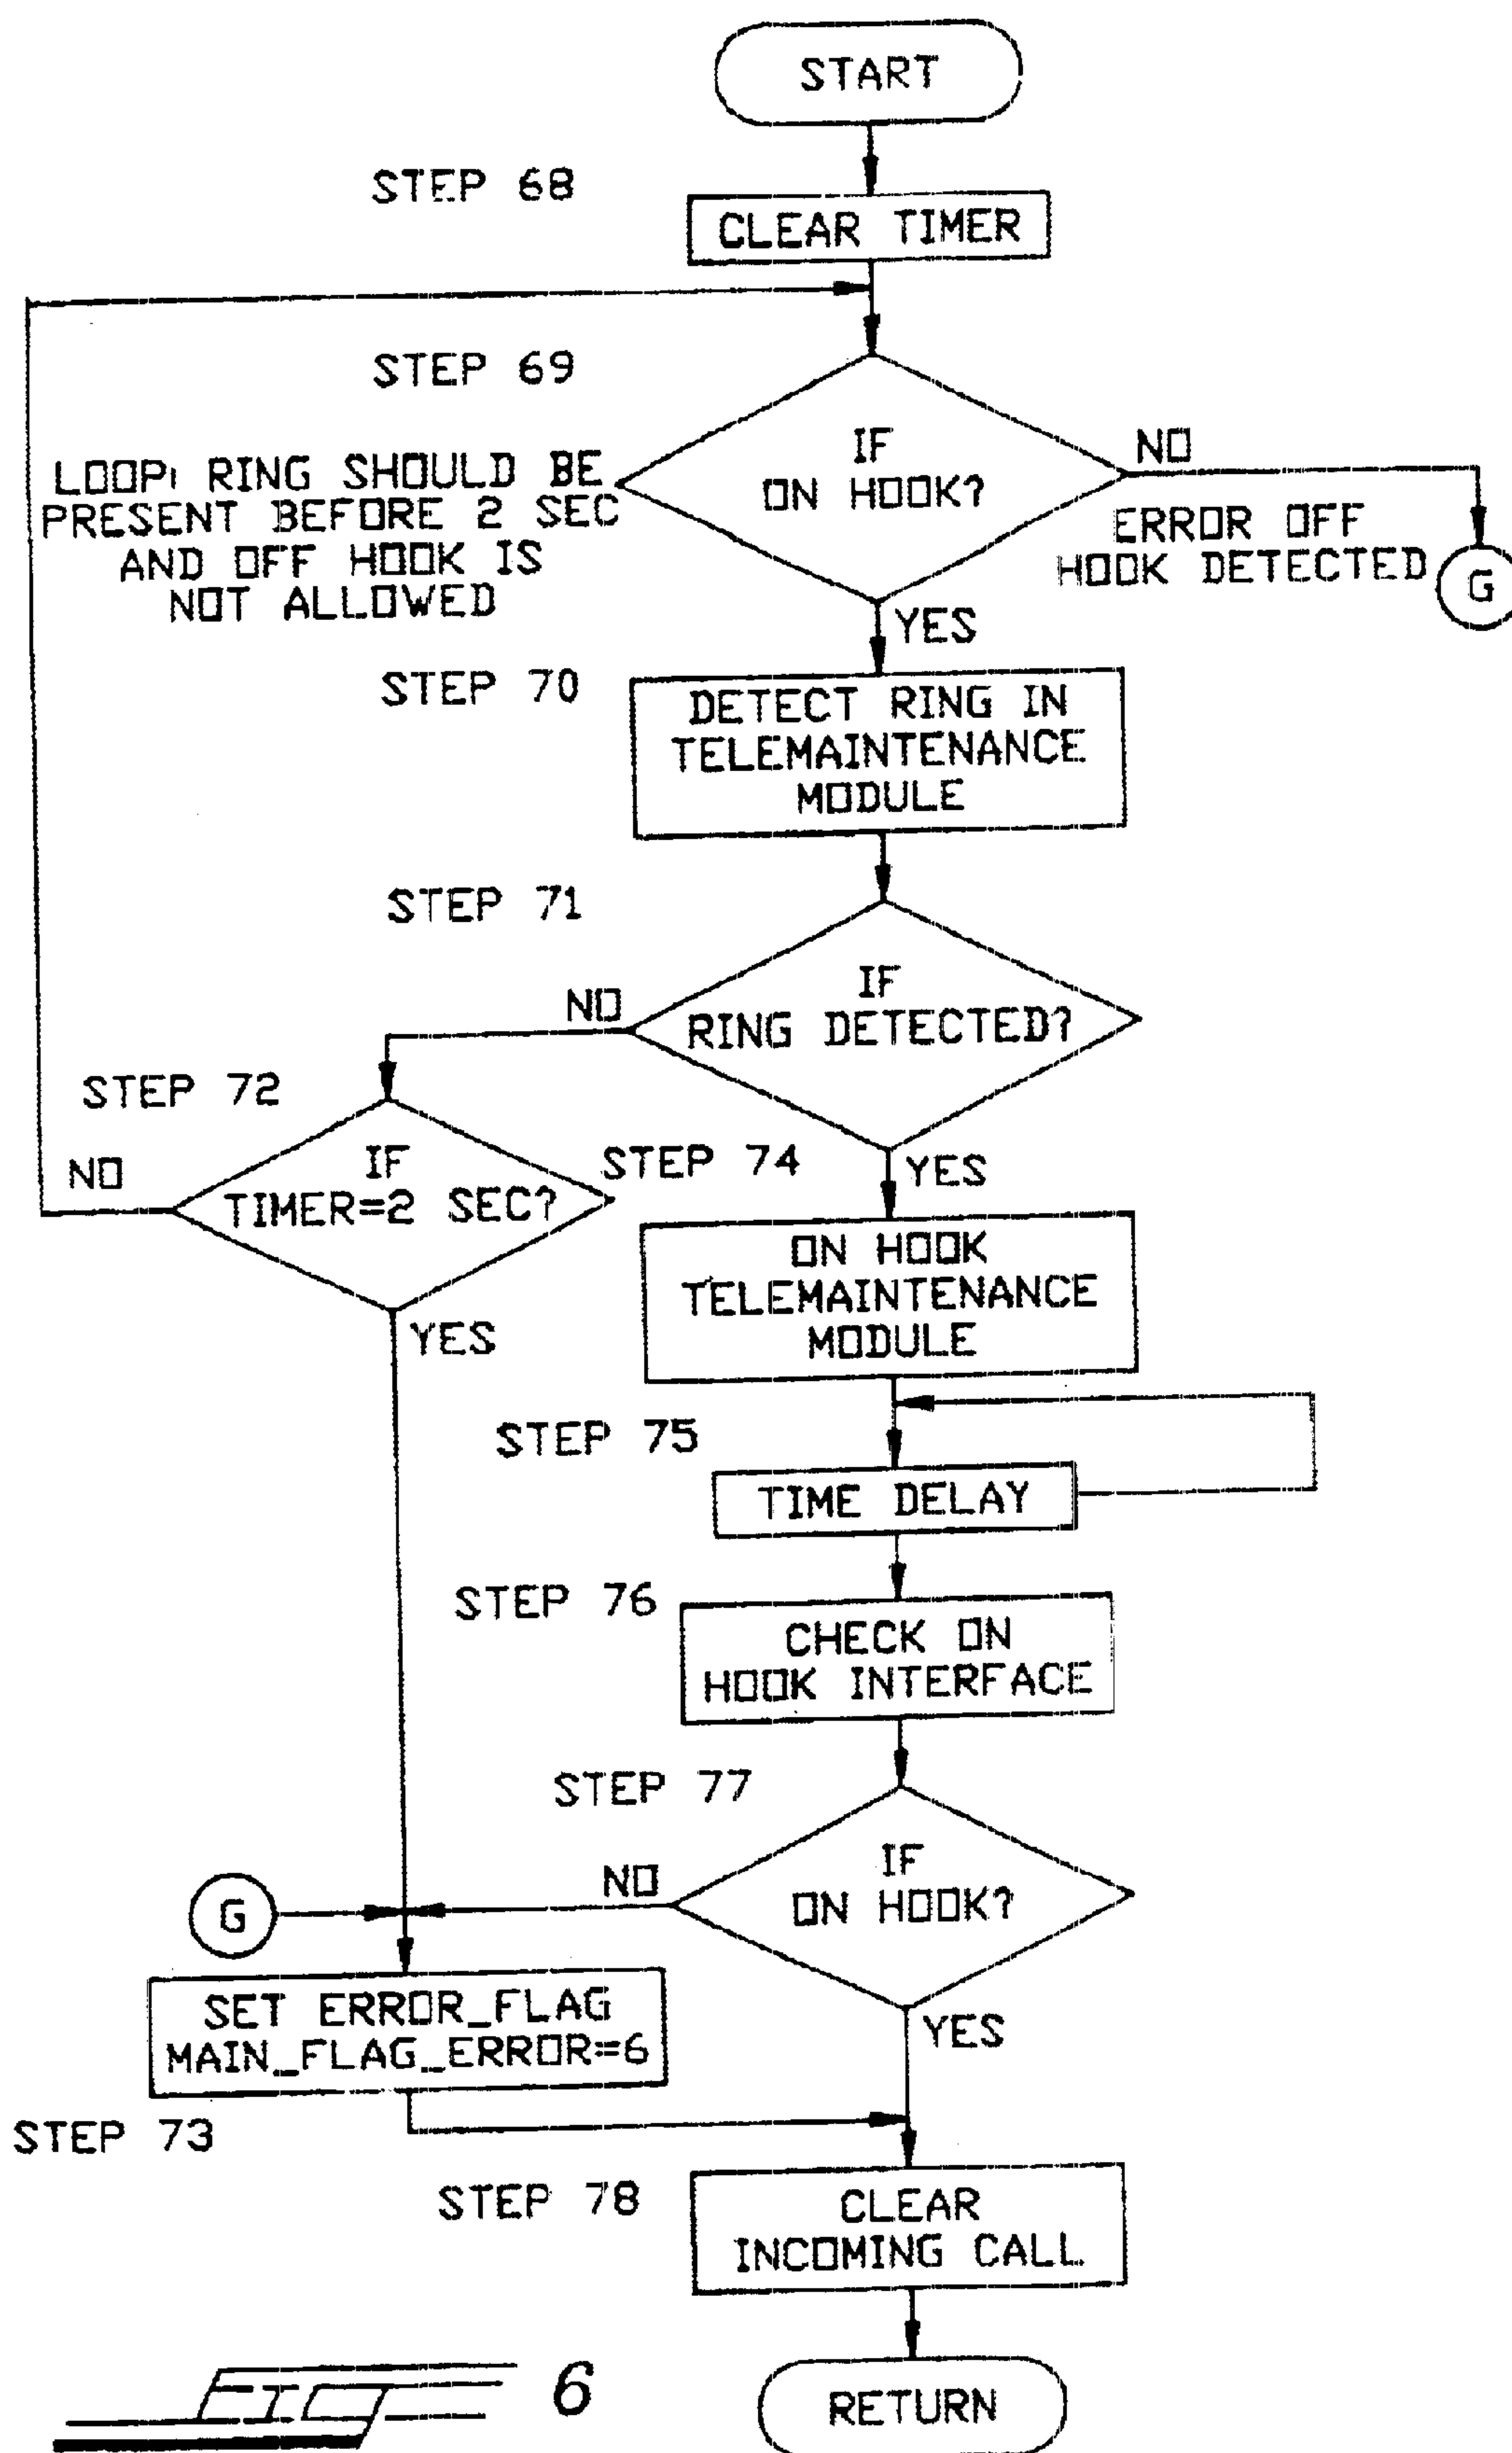 START
STEP 68
CLEAR TIMER
STEP 69
IF
ON HOOK?
NO
LOOP: RING SHOULD BE
PRESENT BEFORE 2 SEC
AND OFF HOOK IS
NOT ALLOWED
ERROR OFF
HOOK DETECTED
G
YES
STEP 70
DETECT RING IN
TELEMAINTENANCE
MODULE
STEP 71
IF
RING DETECTED?
NO
STEP 72
IF
TIMER=2 SEC?
NO
YES
STEP 74
YES
ON HOOK
TELEMAINTENANCE
MODULE
STEP 75
TIME DELAY
STEP 76
CHECK ON
HOOK INTERFACE
STEP 77
IF
ON HOOK?
NO
G
YES
SET ERROR_FLAG
MAIN_FLAG_ERROR=6
STEP 73
STEP 78
CLEAR
INCOMING CALL
RETURN
FIG 6